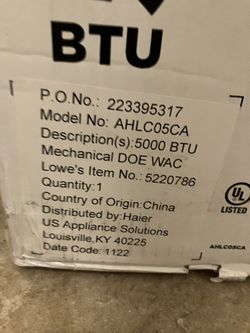 BTU
P.O.No.: 223395317
Model No: AHLC05CA
Description(s):5000 BTU
Mechanical DOE WAC
Lowe's Item No.: 5220786
Quantity:1
Country of Origin:China
Distributed by:Haier
US Appliance Solutions
Louisville,KY 40225
Date Code: 1122
UL
LISTED
AHLC05CA